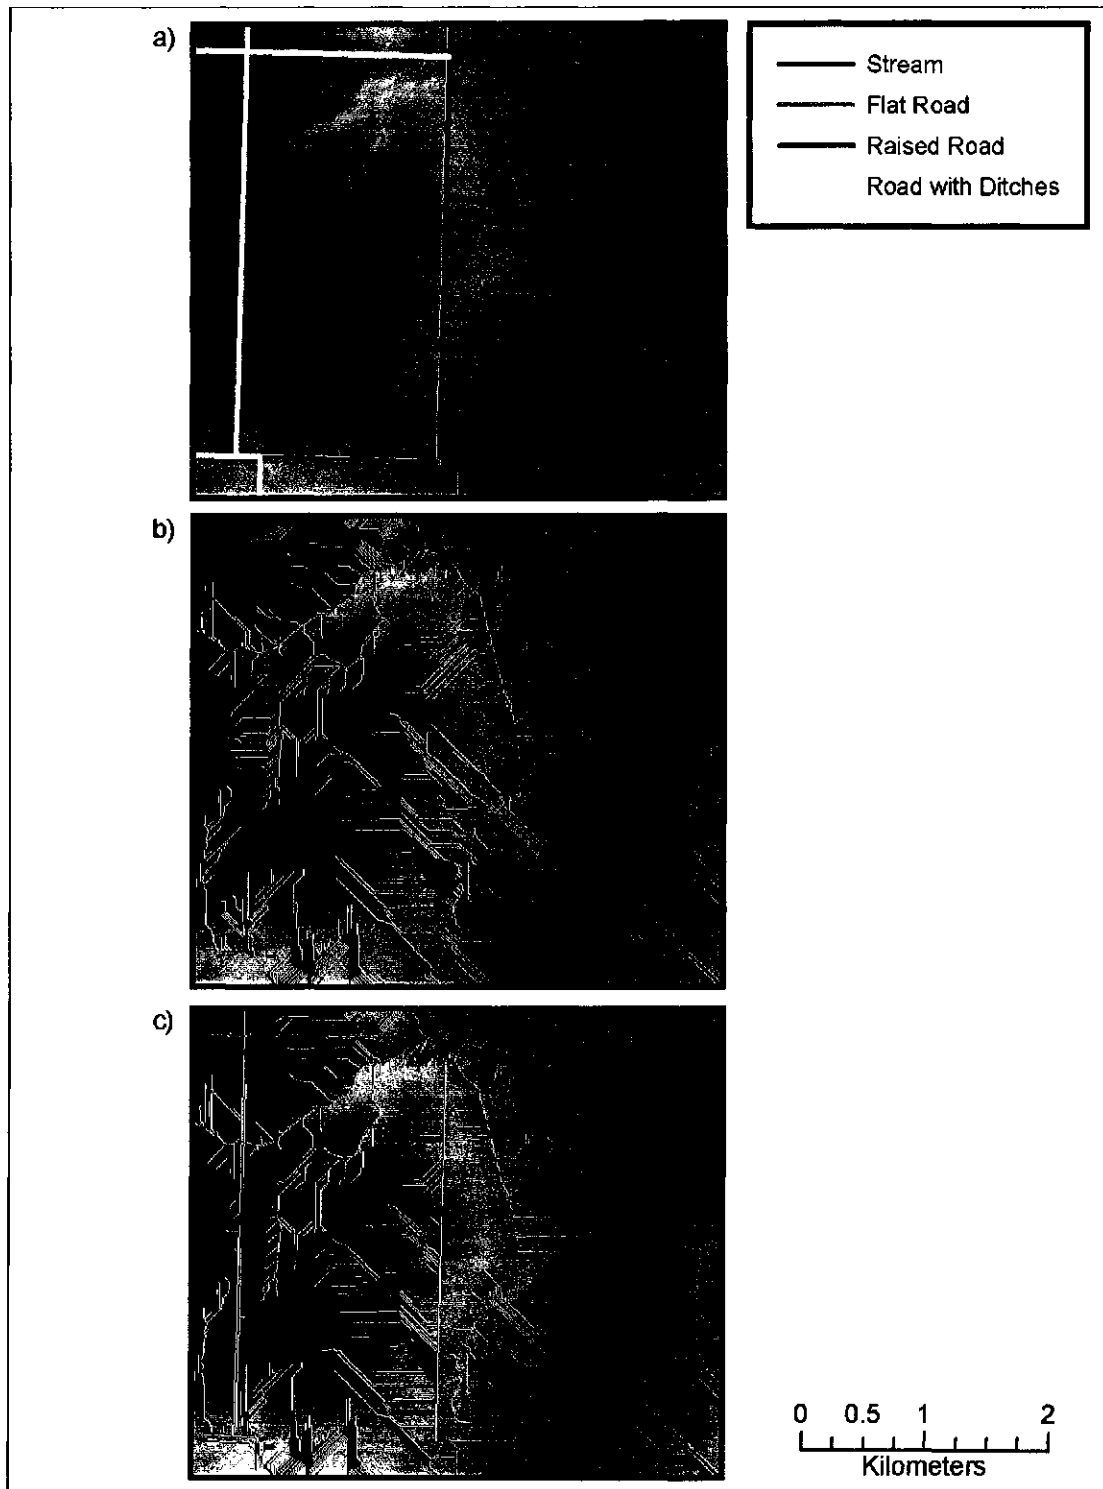 a)
Stream
Flat Road
Raised Road
Road with Ditches
b)
c)
0 0.5 1 2
Kilometers